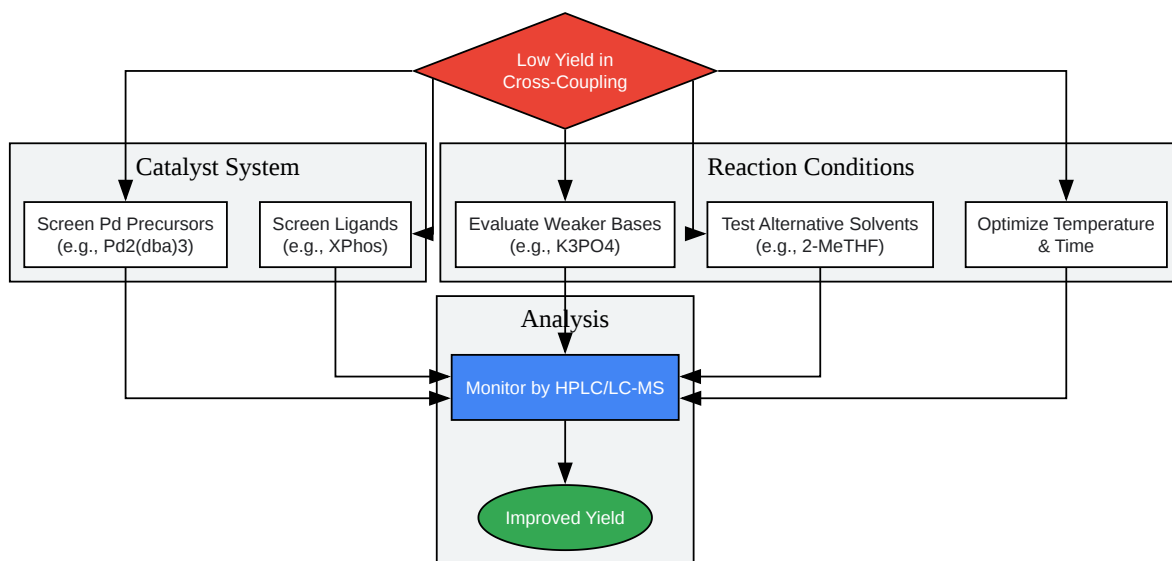 Low Yield in
Cross-Coupling
Catalyst System
Reaction Conditions
Screen Pd Precursors
(e.g., Pd2(dba)3)
Screen Ligands
(e.g., XPhos)
Evaluate Weaker Bases
(e.g., K3PO4)
Test Alternative Solvents
(e.g., 2-MeTHF)
Optimize Temperature
& Time
Analysis
Monitor by HPLC/LC-MS
Improved Yield